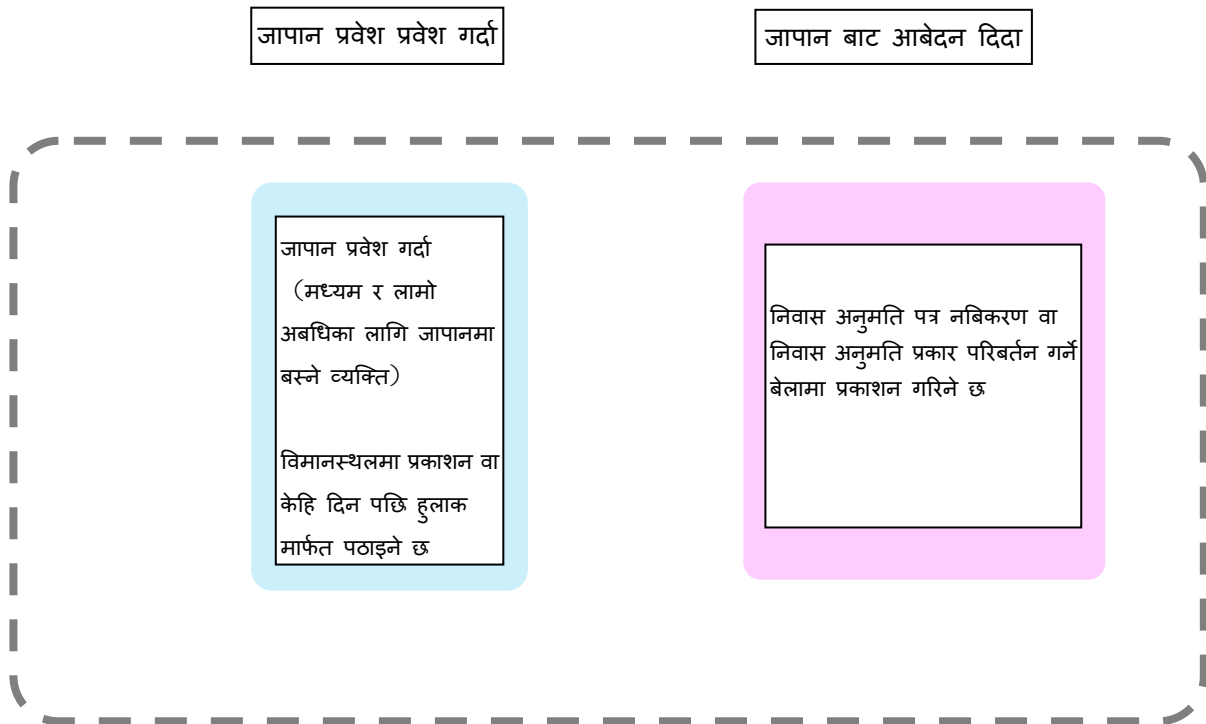 जापान प्रवेश प्रवेश गर्दा
जापान बाट आबेदन दिदा
जापान प्रवेश गर्दा
（मध्यम र लामो
अबधिका लागि जापानमा
बस्ने व्यक्ति）
विमानस्थलमा प्रकाशन वा
केहि दिन पछि हुलाक
मार्फत पठाइने छ
निवास अनुमति पत्र नबिकरण वा
निवास अनुमति प्रकार परिबर्तन गर्ने
बेलामा प्रकाशन गरिने छ